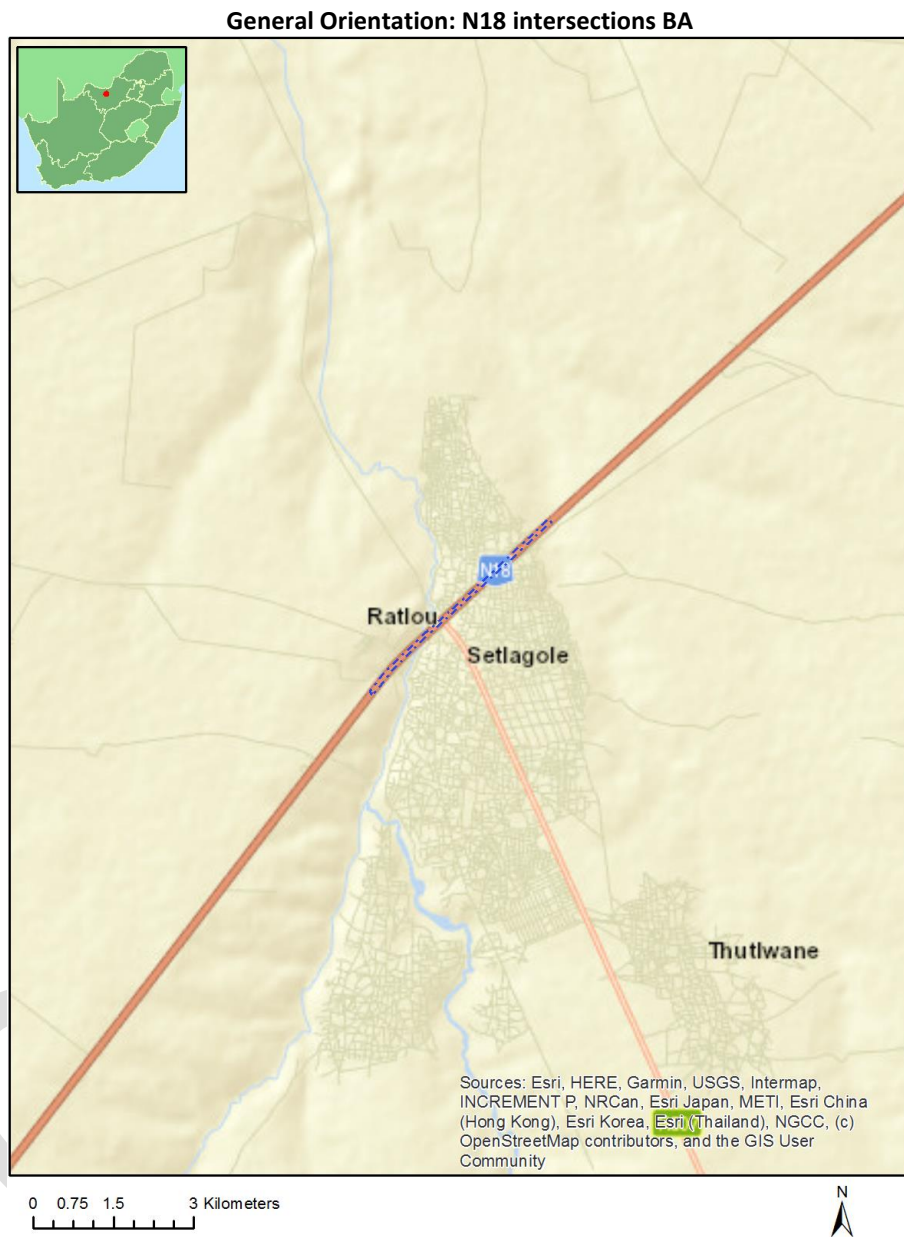 General Orientation: N18 intersections BA
N18
Ratlou
Setlagole
Thutlwane
Sources: Esri, HERE, Garmin, USGS, Intermap,
INCREMENT P, NRCan, Esri Japan, METI, Esri China
(Hong Kong), Esri Korea, Esri (Thailand), NGCC, (c)
OpenStreetMap contributors, and the GIS User
Community
0 0.75 1.5 3 Kilometers
N